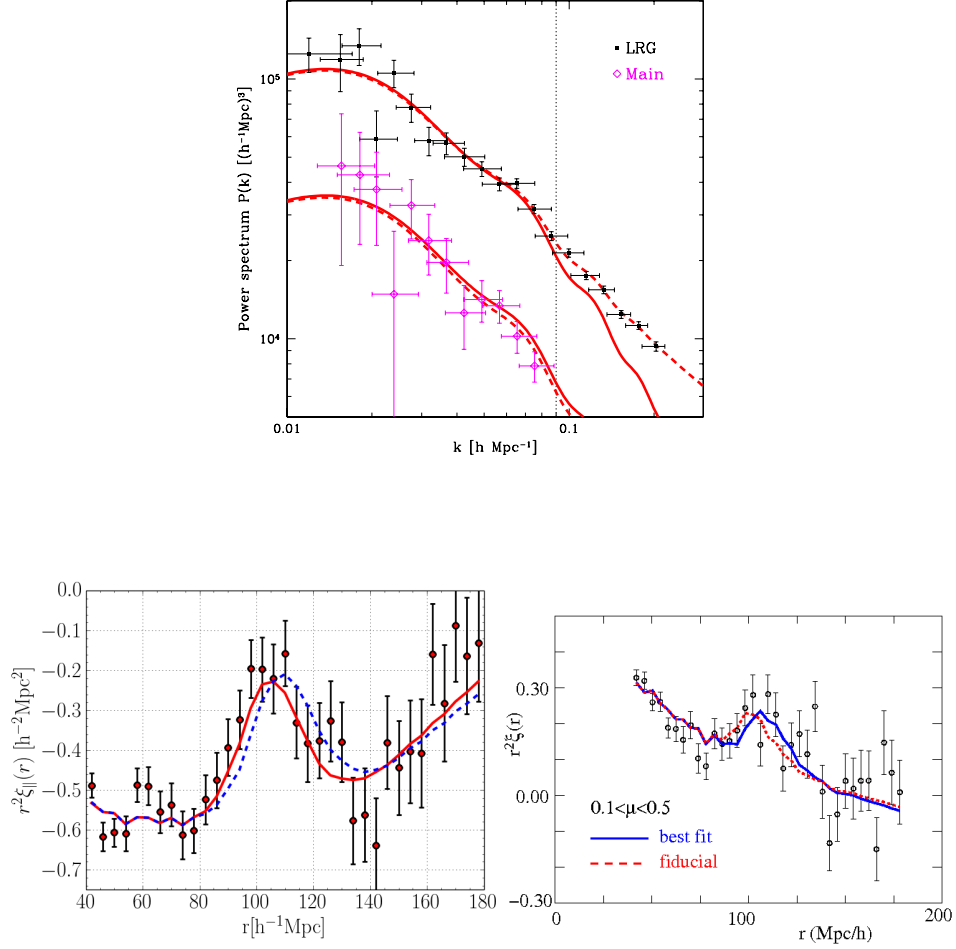 LRG
Main
Power spectrum P(k) [(h⁻¹Mpc)³]
10⁵
10⁴
0.01
0.1
k [h Mpc⁻¹]
r²ξ||(r) [h⁻²Mpc²]
0.0
−0.1
−0.2
−0.3
−0.4
−0.5
−0.6
−0.7
40 60 80 100 120 140 160 180
r[h⁻¹Mpc]
r²ξ(r)
0.30
0.00
−0.30
0.1<μ<0.5
best fit
fiducial
0 100 200
r (Mpc/h)